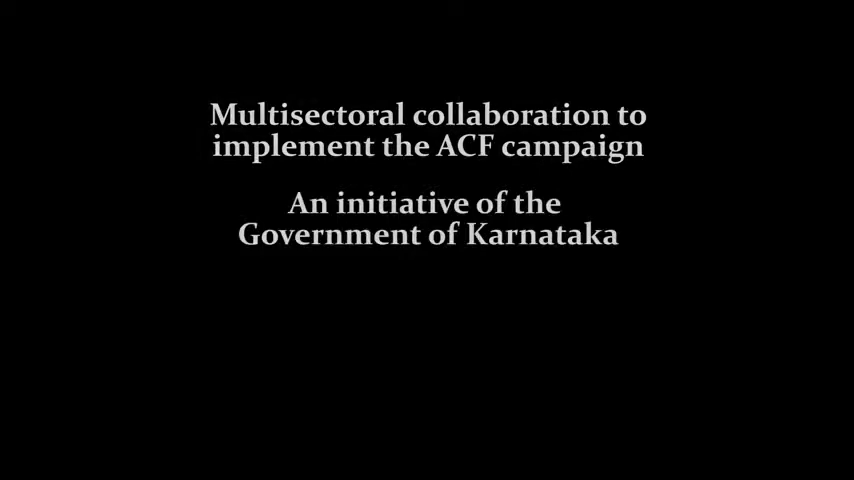 Multisectoral collaboration to
implement the ACF campaign
An initiative of the
Government of Karnataka